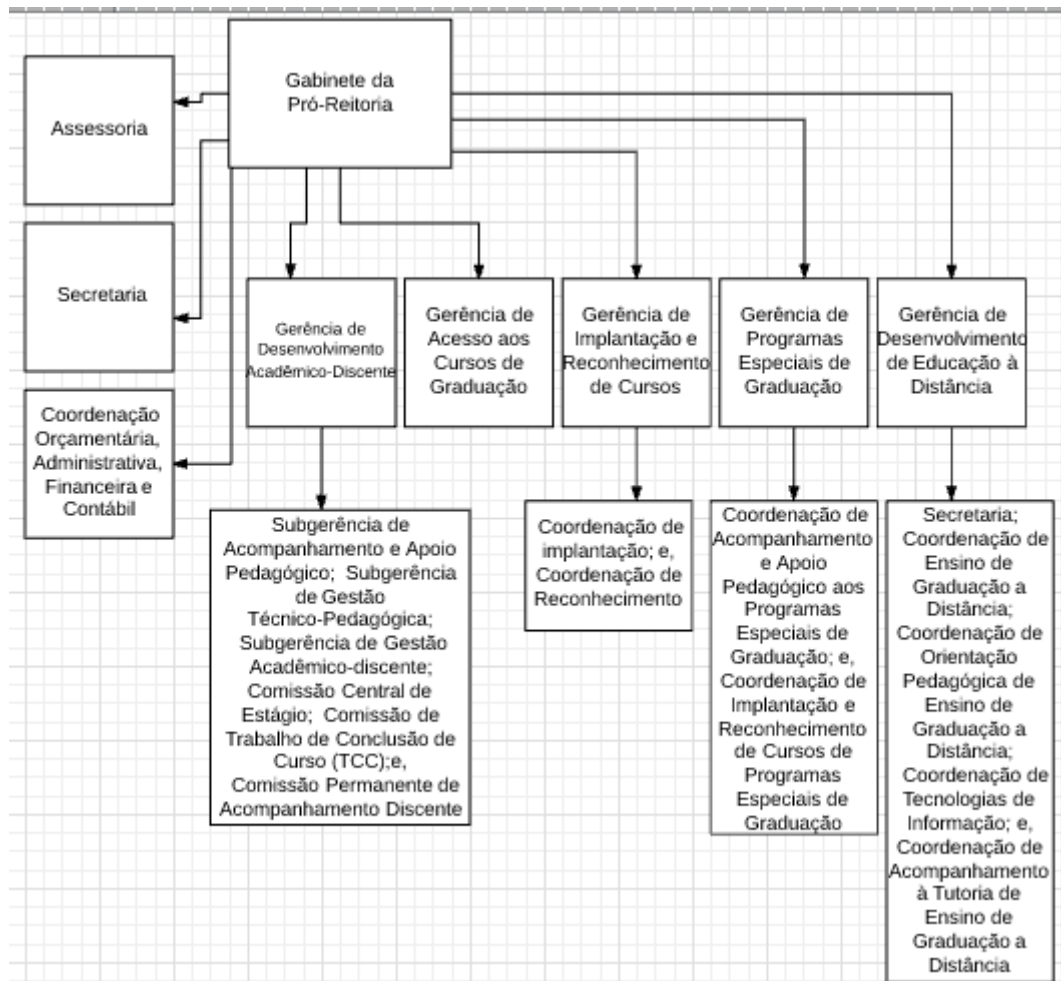 Gabinete da
Pró-Reitoria
Assessoria
Secretaria
Coordenação
Orçamentária,
Administrativa,
Financeira e
Contábil
Gerência de
Desenvolvimento
Acadêmico-Discente
Gerência de
Acesso aos
Cursos de
Graduação
Gerência de
Implantação e
Reconhecimento
de Cursos
Gerência de
Programas
Especiais de
Graduação
Gerência de
Desenvolvimento
de Educação à
Distância
Subgerência de
Acompanhamento e Apoio
Pedagógico; Subgerência
de Gestão
Técnico-Pedagógica;
Subgerência de Gestão
Acadêmico-discente;
Comissão Central de
Estágio; Comissão de
Trabalho de Conclusão de
Curso (TCC);e,
Comissão Permanente de
Acompanhamento Discente
Coordenação de
implantação; e,
Coordenação de
Reconhecimento
Coordenação de
Acompanhamento
e Apoio
Pedagógico aos
Programas
Especiais de
Graduação; e,
Coordenação de
Implantação e
Reconhecimento
de Cursos de
Programas
Especiais de
Graduação
Secretaria;
Coordenação de
Ensino de
Graduação a
Distância;
Coordenação de
Orientação
Pedagógica de
Ensino de
Graduação a
Distância;
Coordenação de
Tecnologias de
Informação; e,
Coordenação de
Acompanhamento
à Tutoria de
Ensino de
Graduação a
Distância